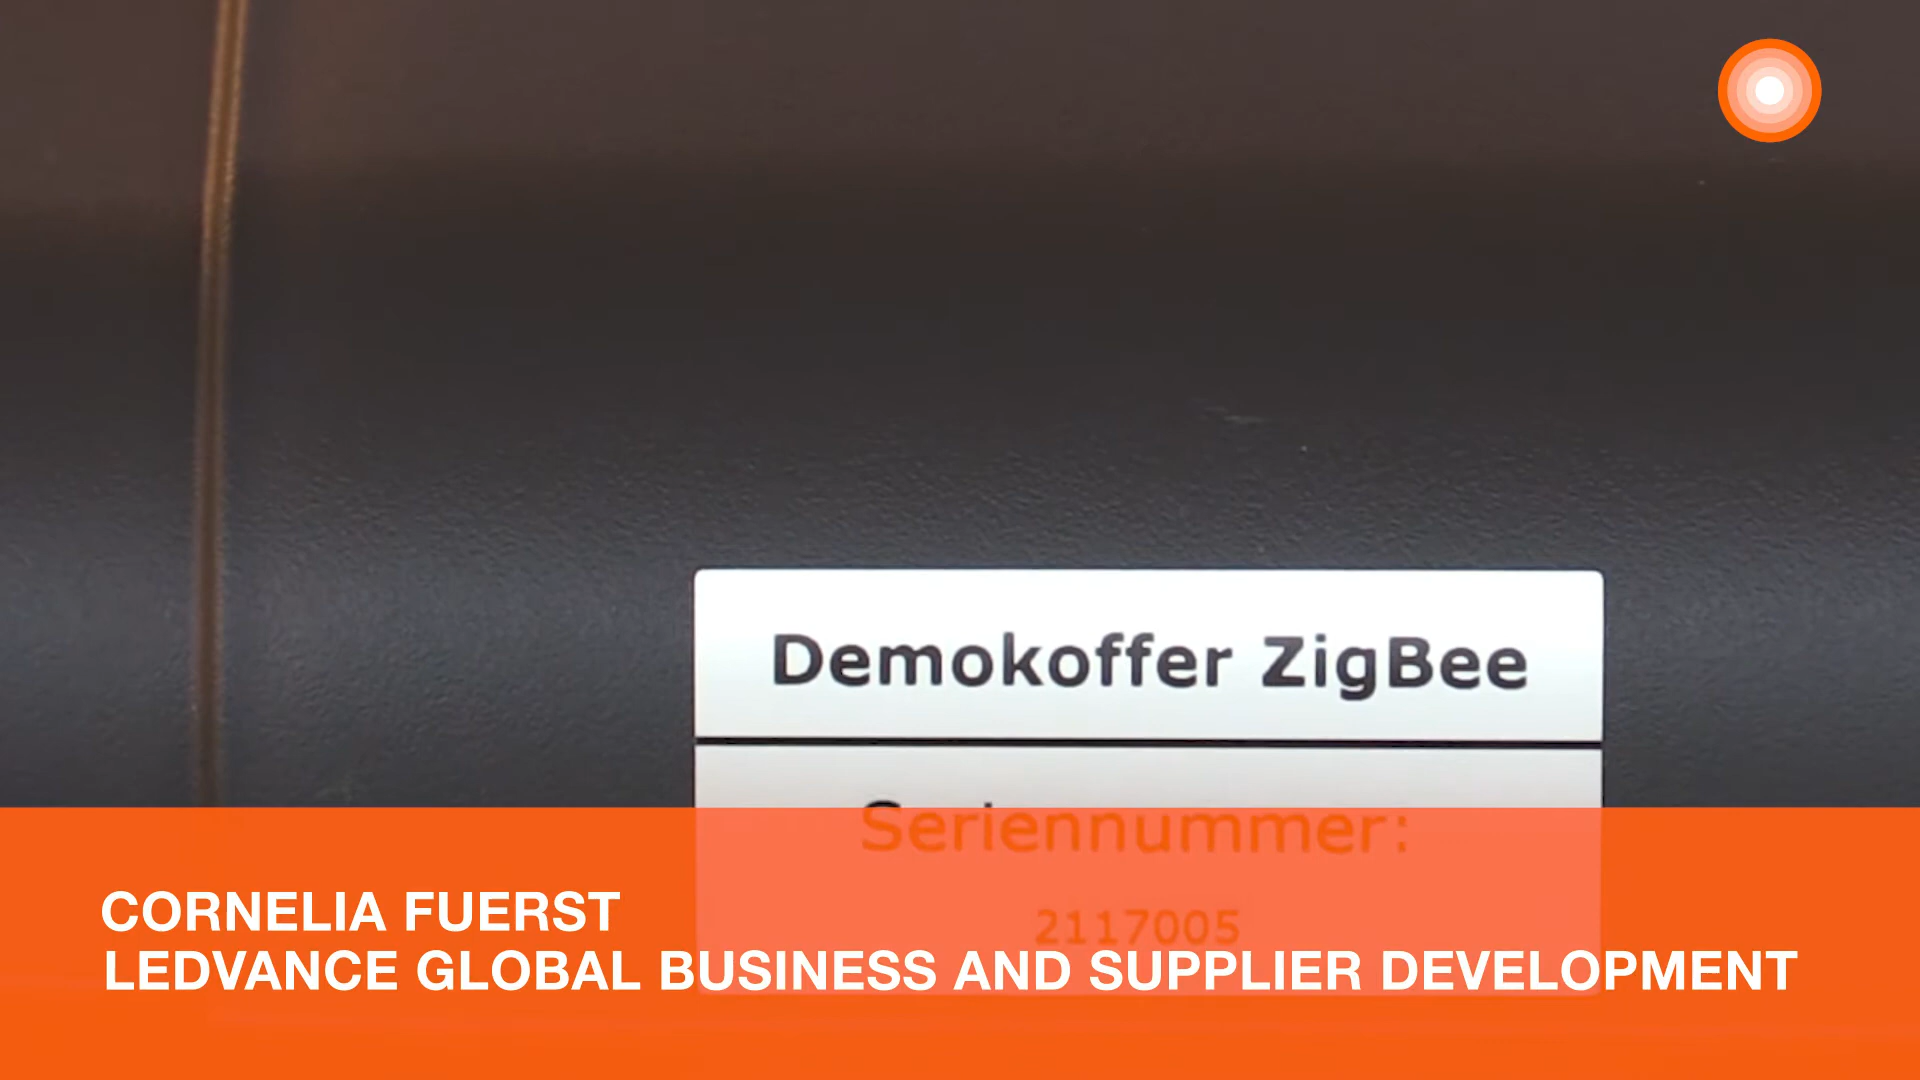 Demokoffer ZigBee
Seriennummer:
2117005
CORNELIA FUERST
LEDVANCE GLOBAL BUSINESS AND SUPPLIER DEVELOPMENT